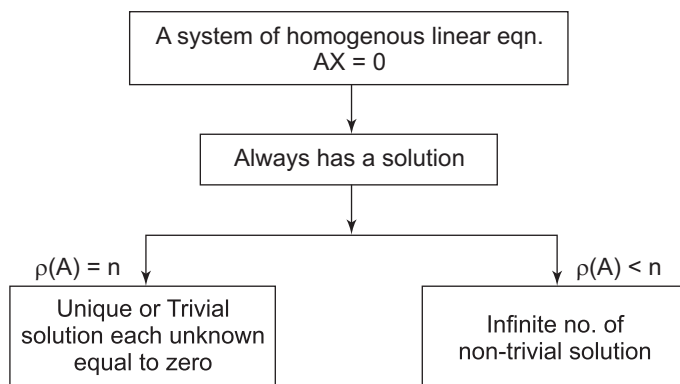 A system of homogenous linear eqn.
AX = 0
Always has a solution
ρ(A) = n
ρ(A) < n
Unique or Trivial
solution each unknown
equal to zero
Infinite no. of
non-trivial solution